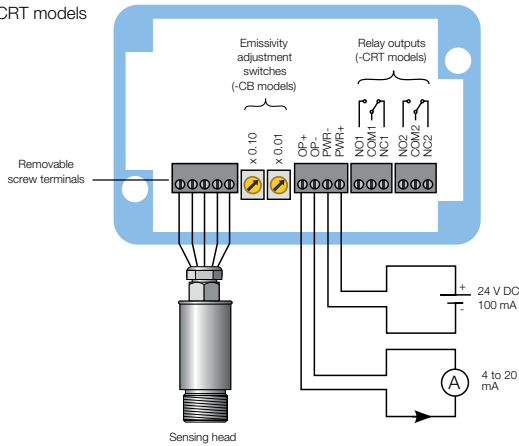 CRT models
Emissivity
adjustment
switches
(-CB models)
Relay outputs
(-CRT models)
x 0.10
x 0.01
OP+
OP-
PWR-
PWR+
NO1
COM1
NC1
NO2
COM2
NC2
Removable
screw terminals
+
-
24 V DC
100 mA
A
4 to 20
mA
Sensing head